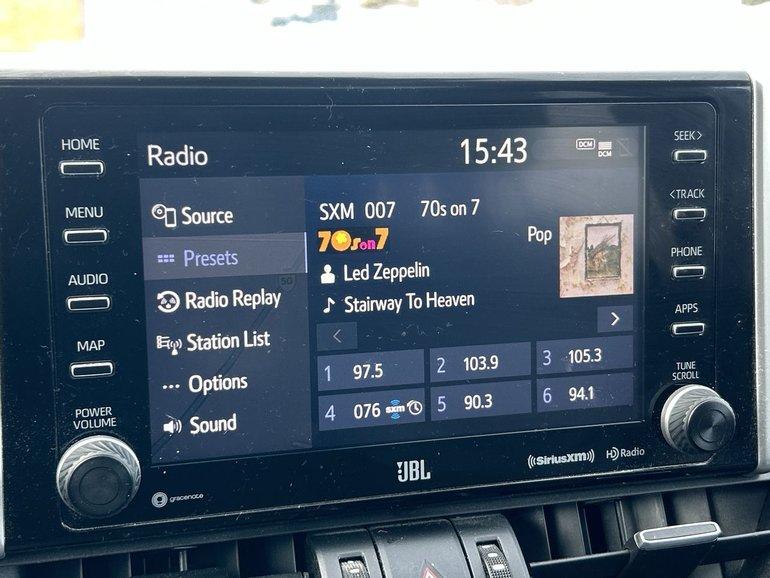 HOME
MENU
AUDIO
MAP
POWER
VOLUME
Radio
15:43
DCM
DCM
Source
Presets
50
Radio Replay
Station List
Options
Sound
SXM 007 70s on 7
70s on 7
Pop
Led Zeppelin
Stairway To Heaven
<
>
1 97.5
2 103.9
3 105.3
4 076 sxm
5 90.3
6 94.1
SEEK>
<TRACK
PHONE
APPS
TUNE
SCROLL
gracenote
JBL
((SiriusXM))
HD Radio